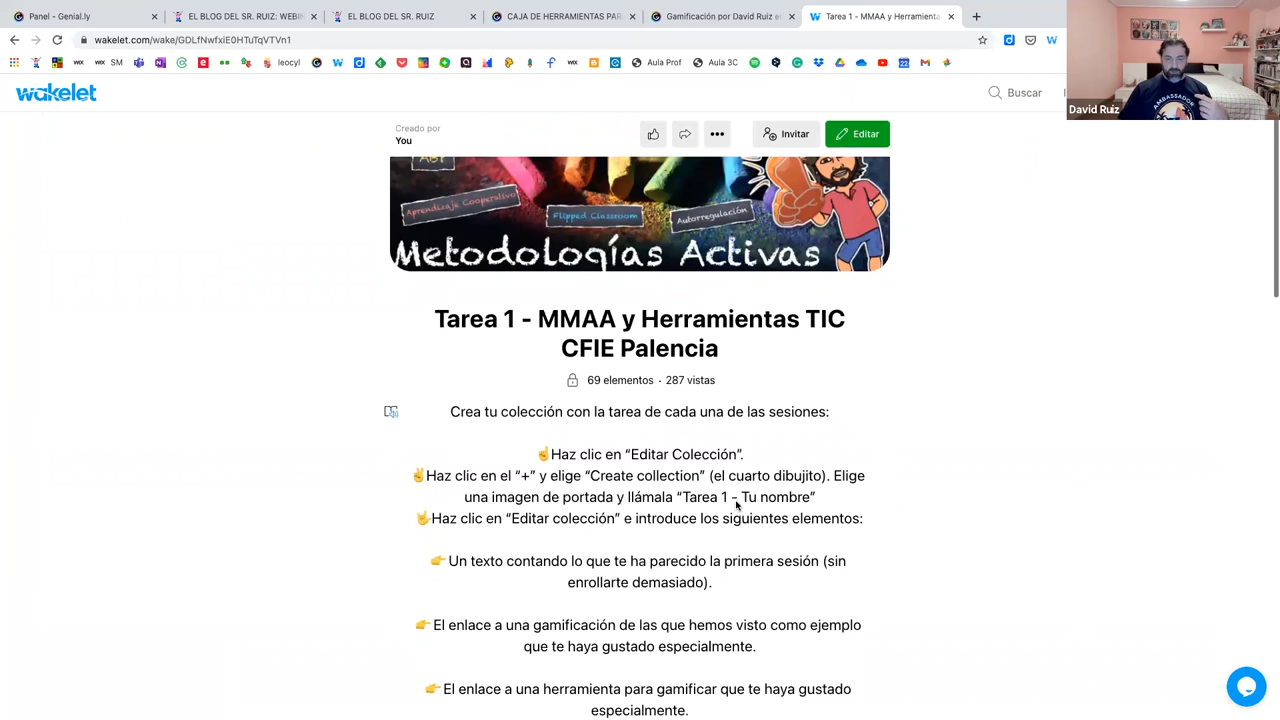 Panel - Genial.ly
EL BLOG DEL SR. RUIZ: WEBIN
EL BLOG DEL SR. RUIZ
CAJA DE HERRAMIENTAS PAR
Gamificación por David Ruiz e
Tarea 1 - MMAA y Herramienta
wakelet.com/wake/GDLfNwfxiE0HTuTqVTVn1
SM
leocyl
Aula Prof
Aula 3C
wakelet
Buscar
David Ruiz
AMBASSADOR
Creado por
You
Invitar
Editar
ABP
Aprendizaje Cooperativo
Flipped Classroom
Autorregulación
Metodologías Activas
Tarea 1 - MMAA y Herramientas TIC
CFIE Palencia
69 elementos · 287 vistas
Crea tu colección con la tarea de cada una de las sesiones:
☝Haz clic en “Editar Colección”.
✌Haz clic en el “+” y elige “Create collection” (el cuarto dibujito). Elige
una imagen de portada y llámala “Tarea 1 - Tu nombre”
🤟Haz clic en “Editar colección” e introduce los siguientes elementos:
👉Un texto contando lo que te ha parecido la primera sesión (sin
enrollarte demasiado).
👉El enlace a una gamificación de las que hemos visto como ejemplo
que te haya gustado especialmente.
👉El enlace a una herramienta para gamificar que te haya gustado
especialmente.